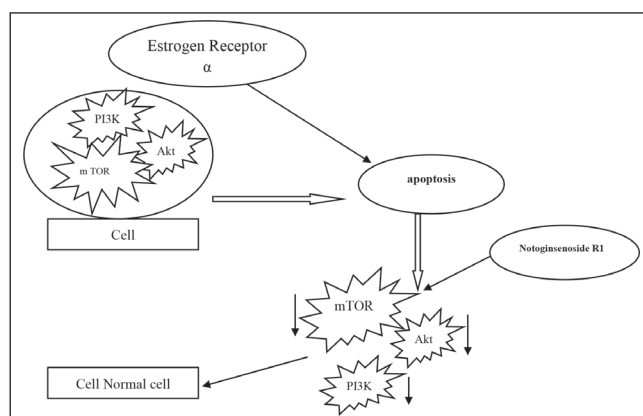 Estrogen Receptor
α
PI3K
Akt
m TOR
Cell
apoptosis
Notoginsenoside R1
mTOR
Akt
PI3K
Cell Normal cell